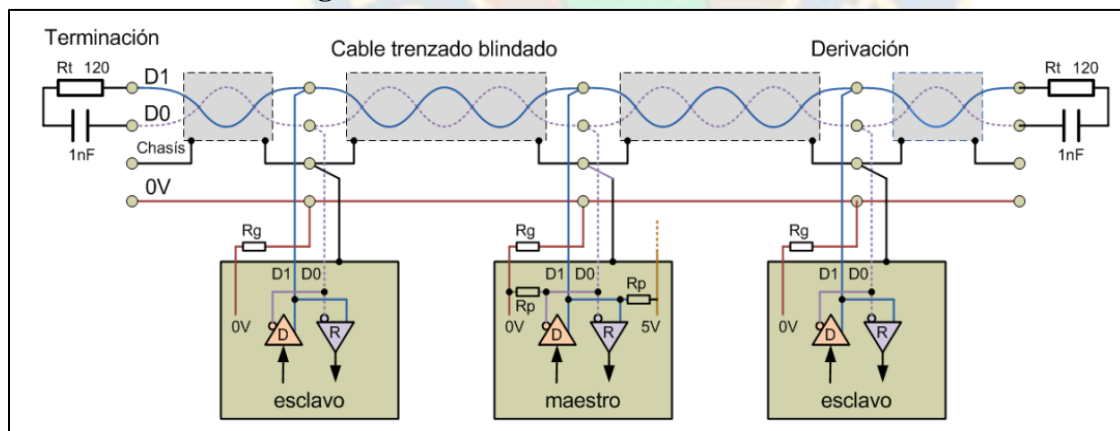 Terminación
Cable trenzado blindado
Derivación
Rt 120
D1
Rt 120
D0
1nF
1nF
Chasís
0V
Rg
Rg
Rg
D1 D0
D1 D0
D1 D0
Rp
Rp
0V
D
R
0V
D
R
5V
0V
D
R
esclavo
maestro
esclavo